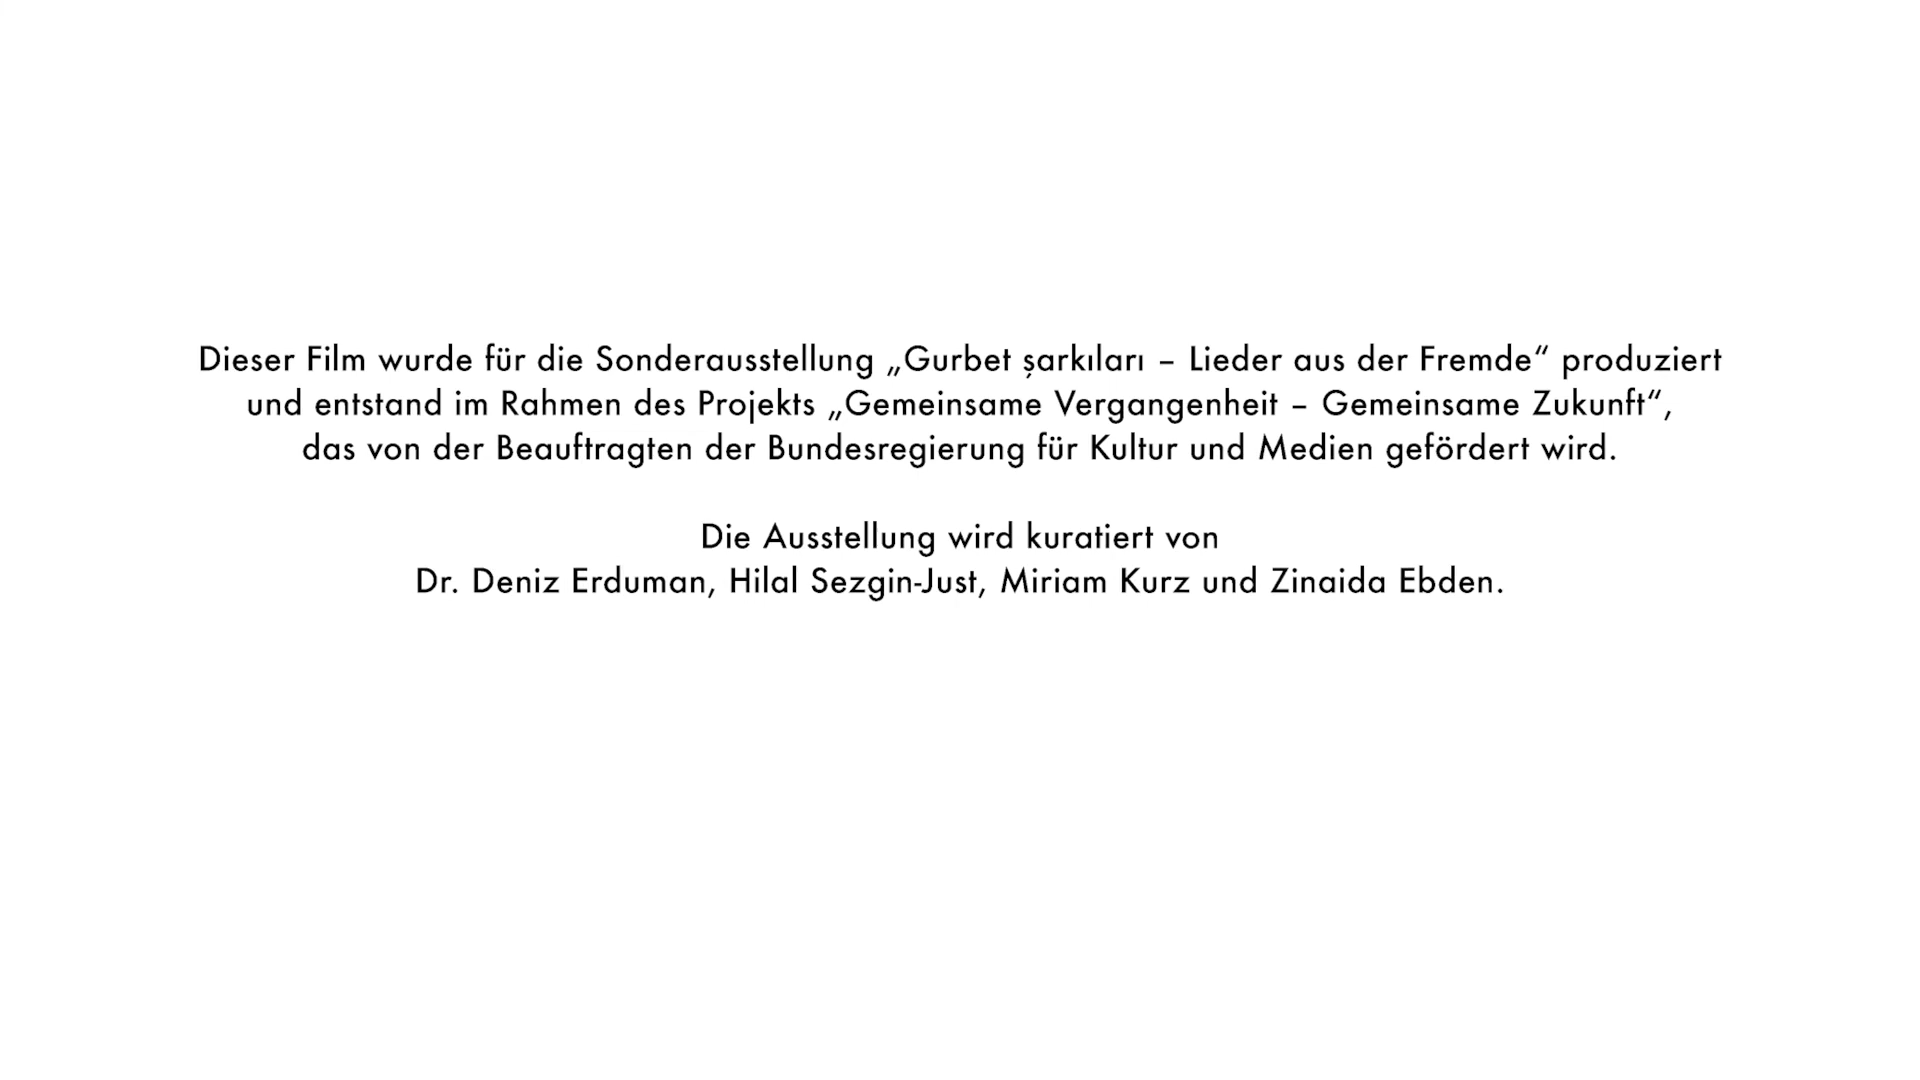 Dieser Film wurde für die Sonderausstellung „Gurbet şarkıları – Lieder aus der Fremde“ produziert
und entstand im Rahmen des Projekts „Gemeinsame Vergangenheit – Gemeinsame Zukunft“,
das von der Beauftragten der Bundesregierung für Kultur und Medien gefördert wird.
Die Ausstellung wird kuratiert von
Dr. Deniz Erduman, Hilal Sezgin-Just, Miriam Kurz und Zinaida Ebden.